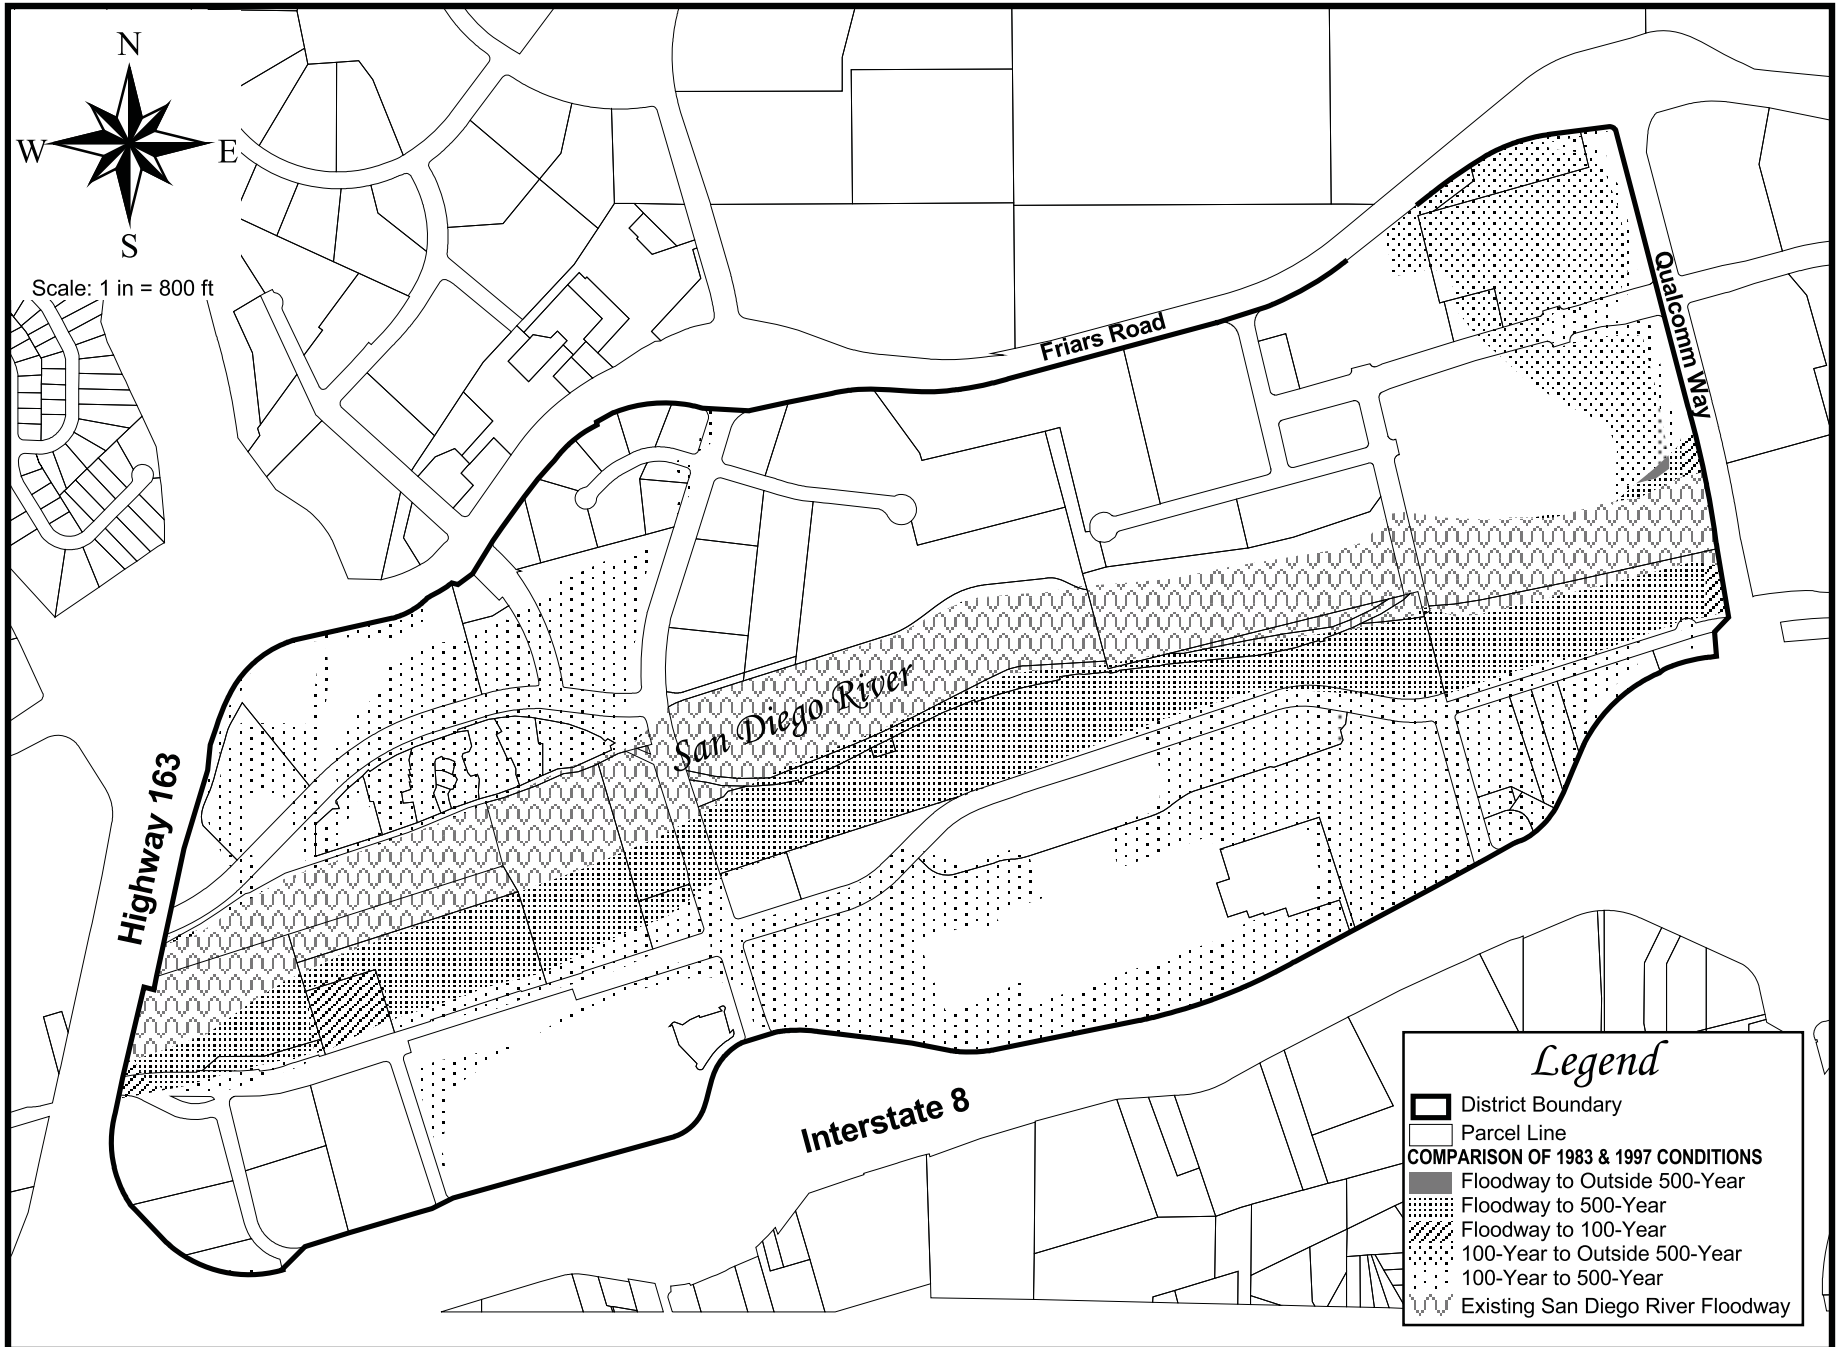 N
W E
S
Scale: 1 in = 800 ft
Friars Road
Qualcomm Way
San Diego River
Highway 163
Interstate 8
Legend
District Boundary
Parcel Line
COMPARISON OF 1983 & 1997 CONDITIONS
Floodway to Outside 500-Year
Floodway to 500-Year
Floodway to 100-Year
100-Year to Outside 500-Year
100-Year to 500-Year
Existing San Diego River Floodway